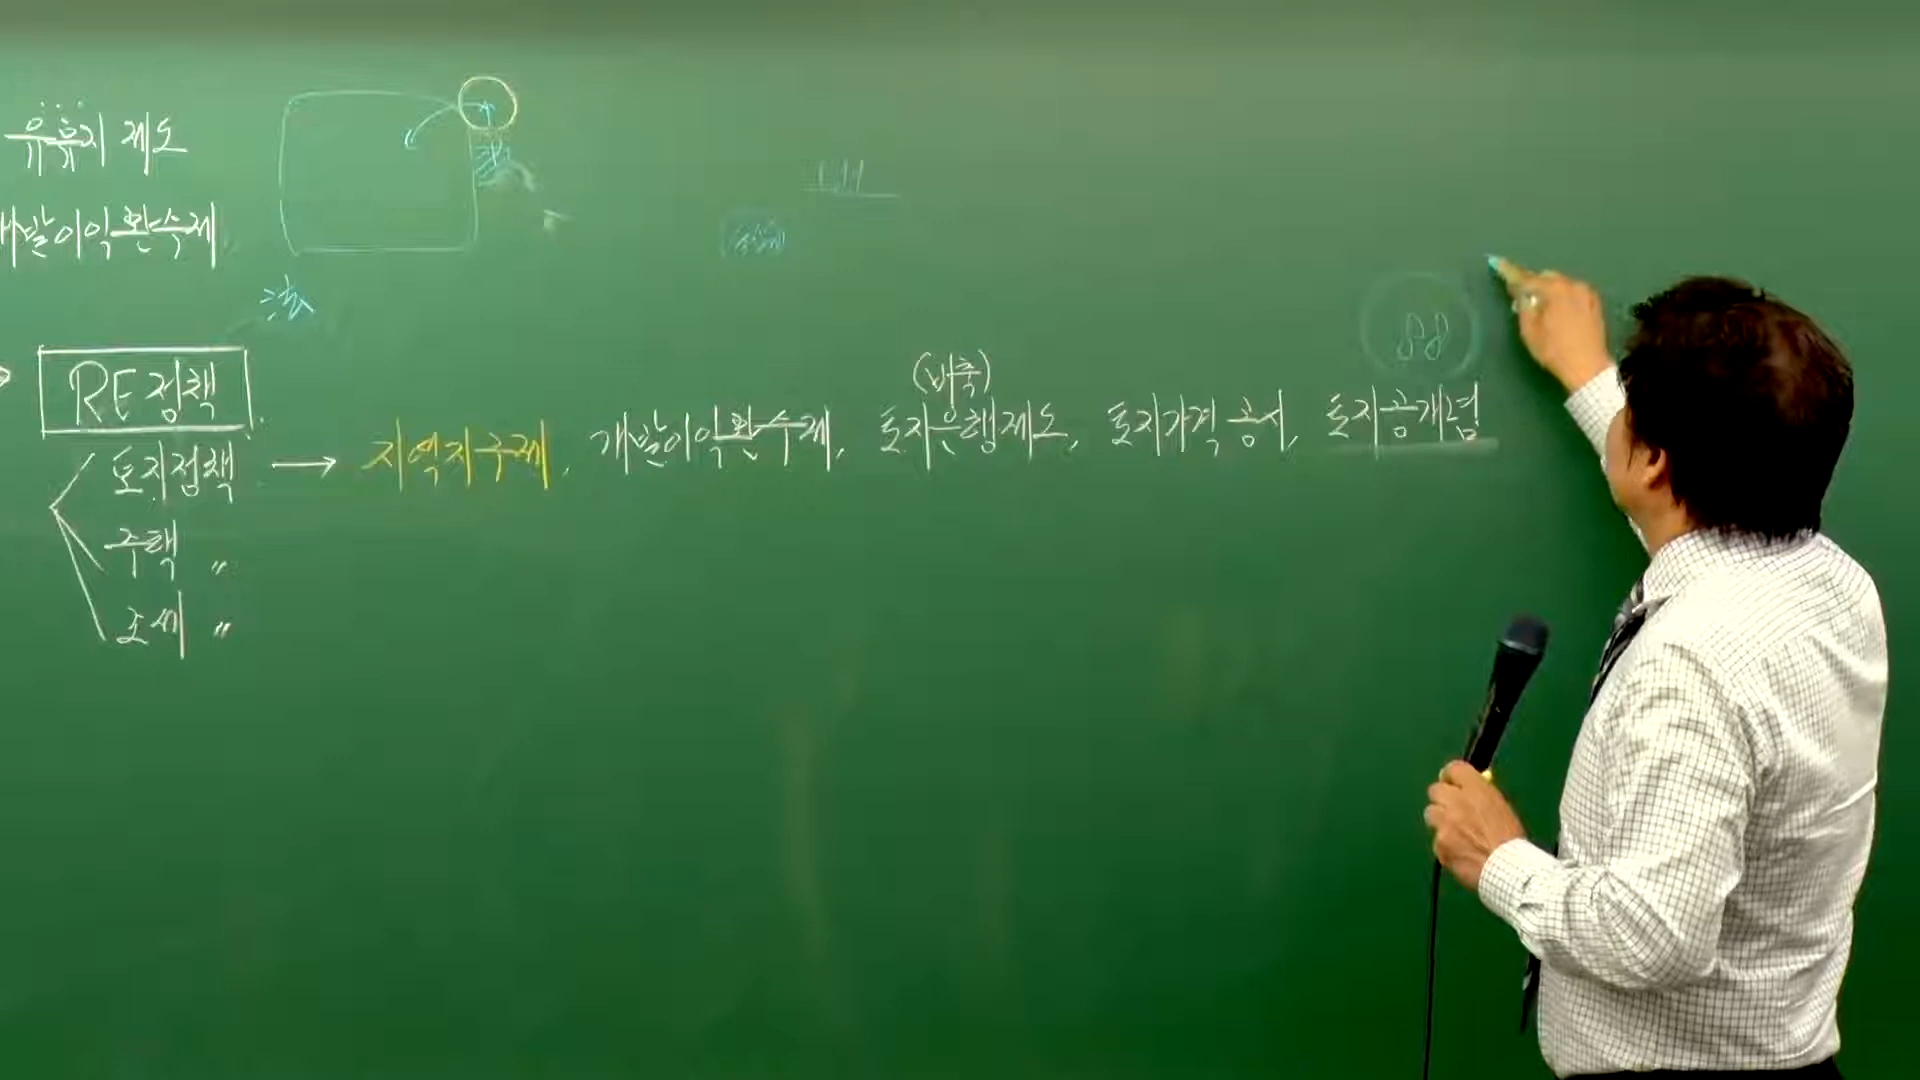 유휴지 제도
개발이익환수제
法
RE정책
토지정책 → 지역지구제, 개발이익환수제, 토지은행제도, 토지가격 공시, 토지공개념
(비축)
88
주택 〃
조세 〃